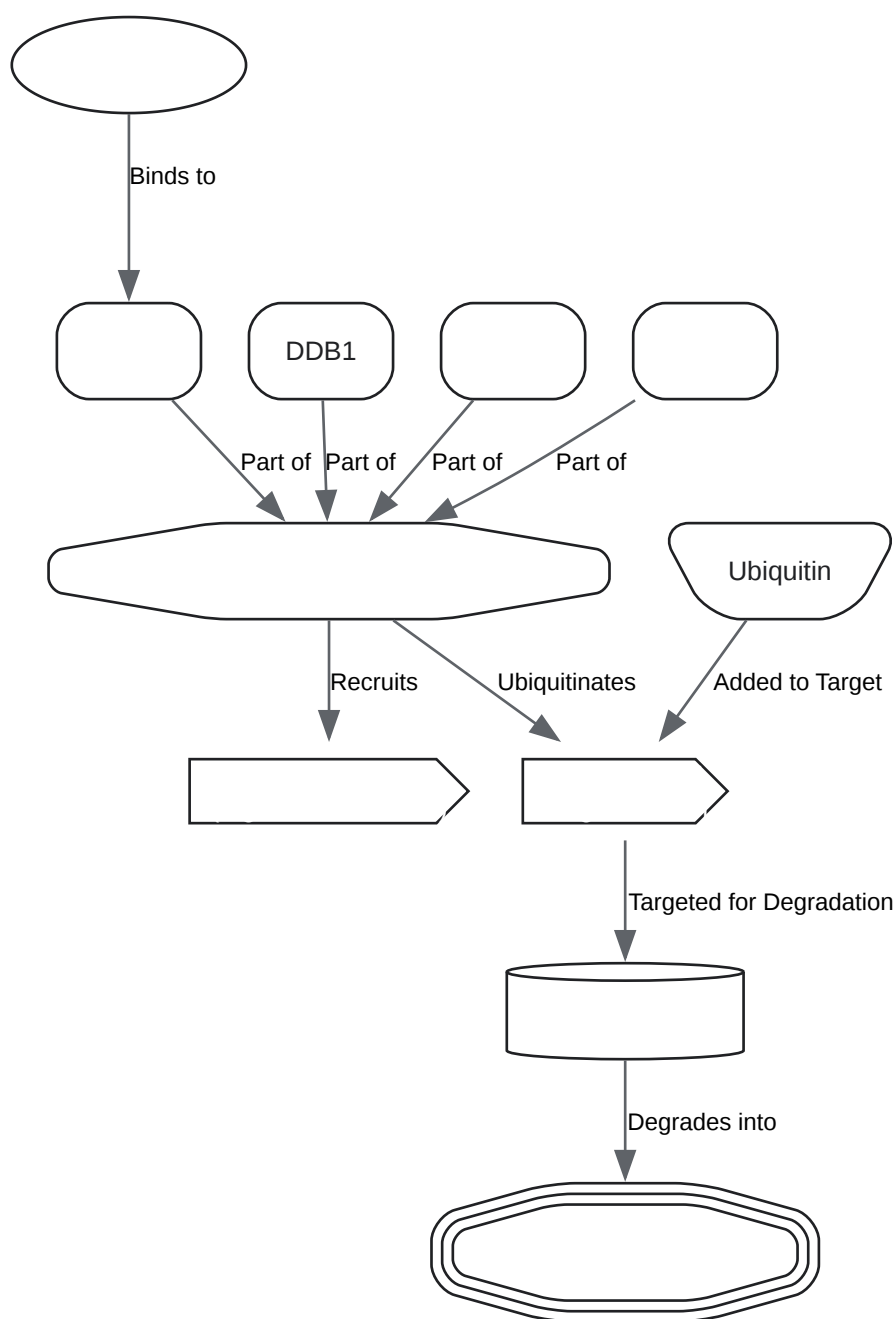 Binds to
DDB1
Part of
Part of
Part of
Part of
Ubiquitin
Recruits
Ubiquitinates
Added to Target
Targeted for Degradation
Degrades into